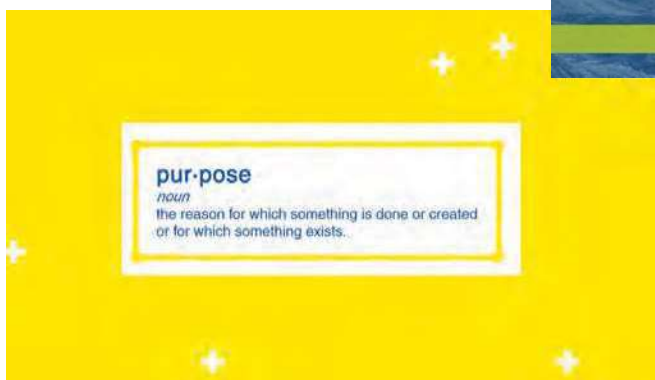 pur·pose
noun
the reason for which something is done or created
or for which something exists.